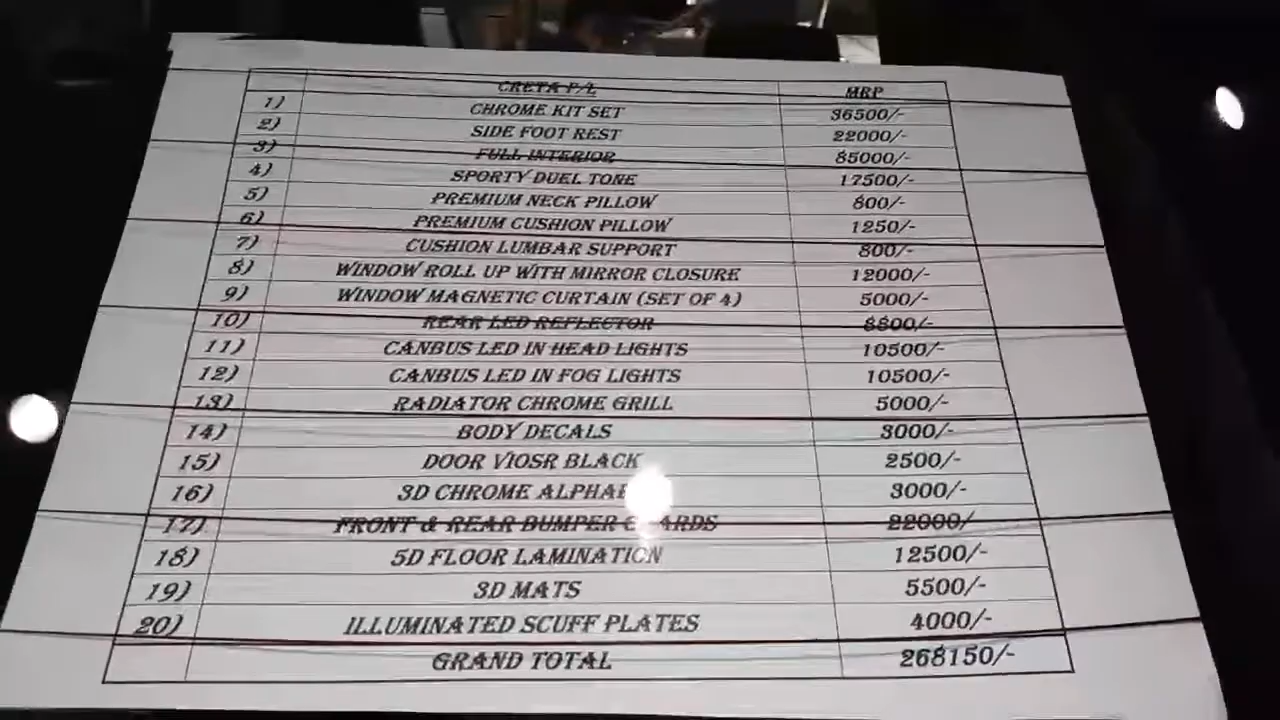 CRETA P/L MRP
1) CHROME KIT SET 36500/-
2) SIDE FOOT REST 22000/-
3) FULL INTERIOR 85000/-
4) SPORTY DUEL TONE 17500/-
5) PREMIUM NECK PILLOW 800/-
6) PREMIUM CUSHION PILLOW 1250/-
7) CUSHION LUMBAR SUPPORT 800/-
8) WINDOW ROLL UP WITH MIRROR CLOSURE 12000/-
9) WINDOW MAGNETIC CURTAIN (SET OF 4) 5000/-
10) REAR LED REFLECTOR 8800/-
11) CANBUS LED IN HEAD LIGHTS 10500/-
12) CANBUS LED IN FOG LIGHTS 10500/-
13) RADIATOR CHROME GRILL 5000/-
14) BODY DECALS 3000/-
15) DOOR VIOSR BLACK 2500/-
16) 3D CHROME 3000/-
17) FRONT & REAR BUMPER GUARDS 22000/-
18) 5D FLOOR LAMINATION 12500/-
19) 3D MATS 5500/-
20) ILLUMINATED SCUFF PLATES 4000/-
GRAND TOTAL 268150/-